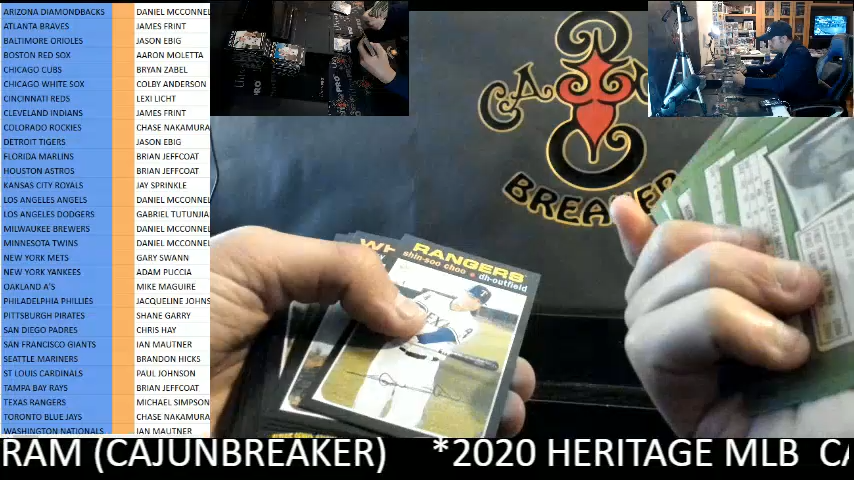 ARIZONA DIAMONDBACKS DANIEL MCCONNEL
ATLANTA BRAVES JAMES FRINT
BALTIMORE ORIOLES JASON EBIG
BOSTON RED SOX AARON MOLETTA
CHICAGO CUBS BRYAN ZABEL
CHICAGO WHITE SOX COLBY ANDERSON
CINCINNATI REDS LEXI LICHT
CLEVELAND INDIANS JAMES FRINT
COLORADO ROCKIES CHASE NAKAMURA
DETROIT TIGERS JASON EBIG
FLORIDA MARLINS BRIAN JEFFCOAT
HOUSTON ASTROS BRIAN JEFFCOAT
KANSAS CITY ROYALS JAY SPRINKLE
LOS ANGELES ANGELS DANIEL MCCONNEL
LOS ANGELES DODGERS GABRIEL TUTUNJIA
MILWAUKEE BREWERS DANIEL MCCONNEL
MINNESOTA TWINS DANIEL MCCONNEL
NEW YORK METS GARY SWANN
NEW YORK YANKEES ADAM PUCCIA
OAKLAND A'S MIKE MAGUIRE
PHILADELPHIA PHILLIES JACQUELINE JOHNS
PITTSBURGH PIRATES SHANE GARRY
SAN DIEGO PADRES CHRIS HAY
SAN FRANCISCO GIANTS IAN MAUTNER
SEATTLE MARINERS BRANDON HICKS
ST LOUIS CARDINALS PAUL JOHNSON
TAMPA BAY RAYS BRIAN JEFFCOAT
TEXAS RANGERS MICHAEL SIMPSON
TORONTO BLUE JAYS CHASE NAKAMURA
WASHINGTON NATIONALS IAN MAUTNER
CAJUN
BREAKER
WH
RANGERS
shin-soo choo • dh-outfield
RAM (CAJUNBREAKER) *2020 HERITAGE MLB CA